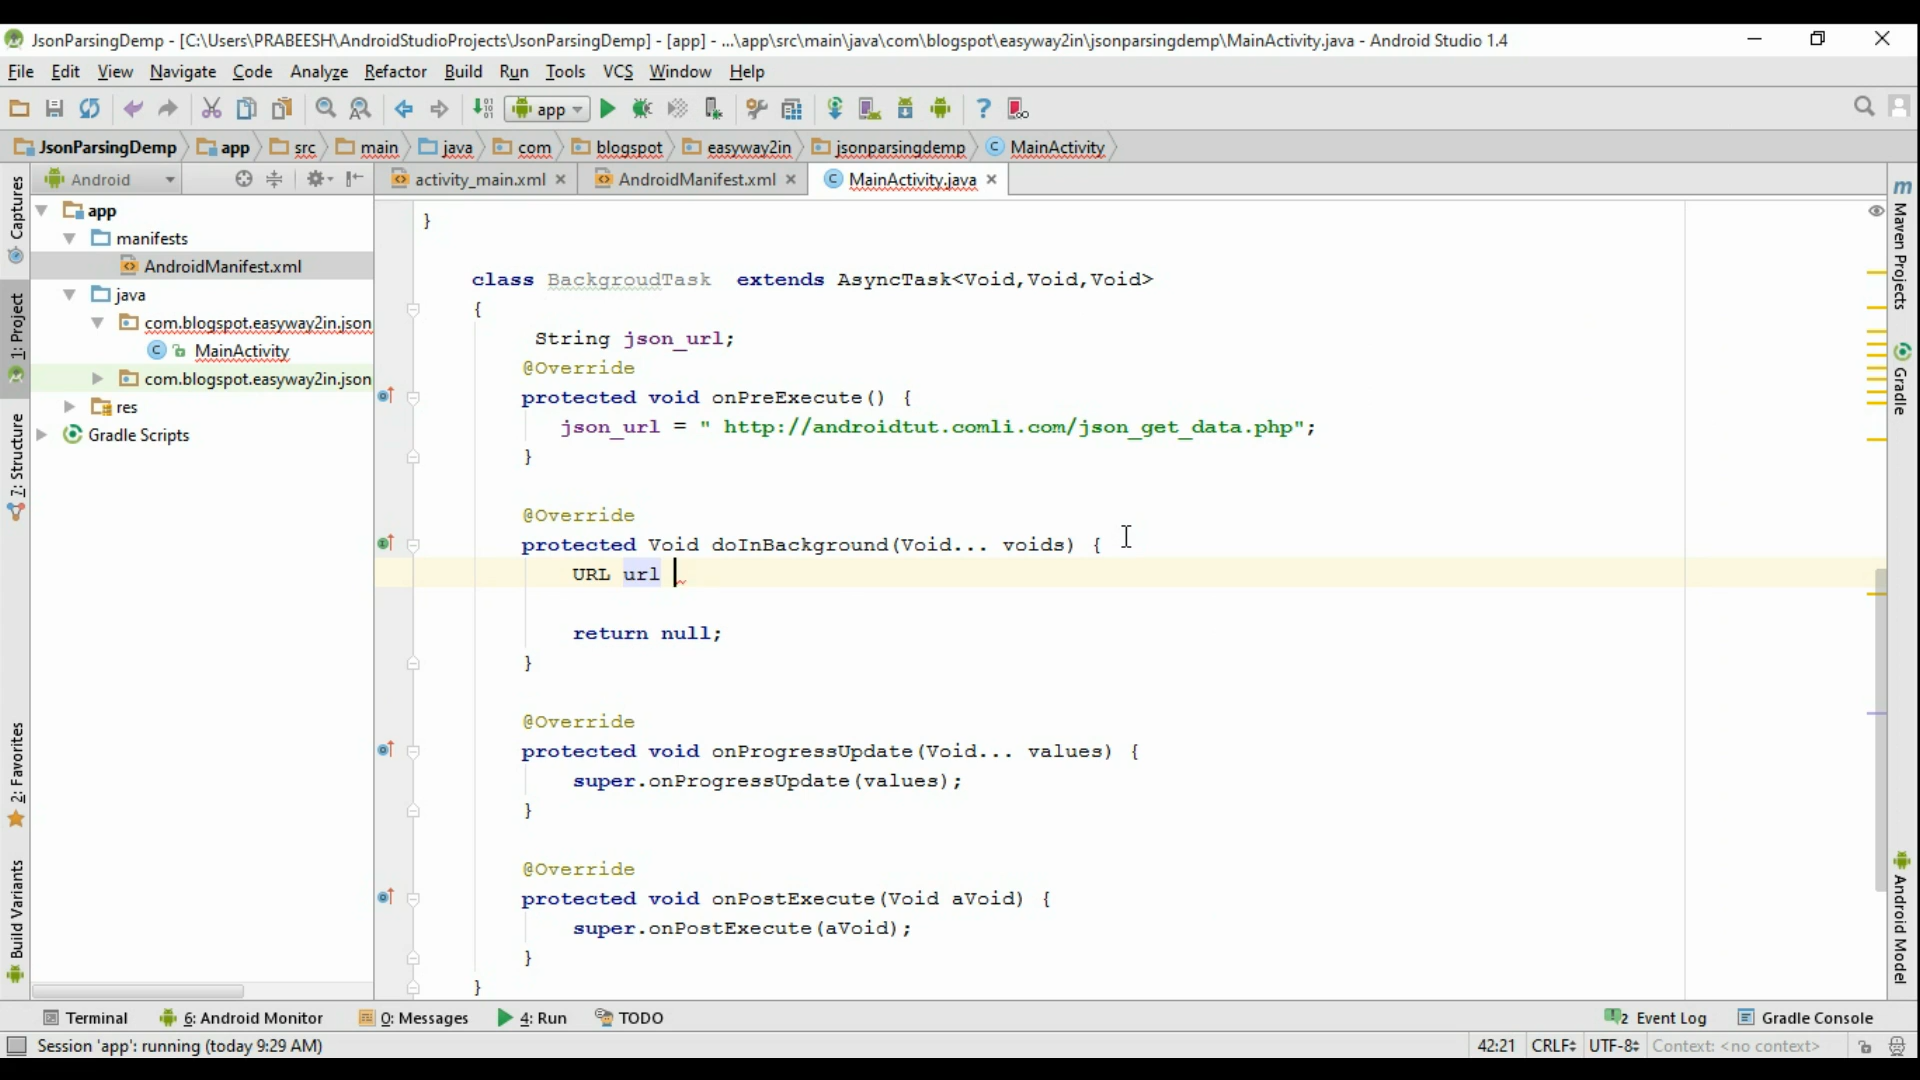 JsonParsingDemp - [C:\Users\PRABEESH\AndroidStudioProjects\JsonParsingDemp] - [app] - ...\app\src\main\java\com\blogspot\easyway2in\jsonparsingdemp\MainActivity.java - Android Studio 1.4
File Edit View Navigate Code Analyze Refactor Build Run Tools VCS Window Help
app
JsonParsingDemp app src main java com blogspot easyway2in jsonparsingdemp MainActivity
Android
activity_main.xml AndroidManifest.xml MainActivity.java
Captures
1: Project
7: Structure
2: Favorites
Build Variants
app
manifests
AndroidManifest.xml
java
com.blogspot.easyway2in.json
MainActivity
com.blogspot.easyway2in.json
res
Gradle Scripts
}
class BackgroudTask  extends AsyncTask<Void,Void,Void>
{
String json_url;
@Override
protected void onPreExecute() {
json_url = " http://androidtut.comli.com/json_get_data.php";
}
@Override
protected Void doInBackground(Void... voids) {
URL url
return null;
}
@Override
protected void onProgressUpdate(Void... values) {
super.onProgressUpdate(values);
}
@Override
protected void onPostExecute(Void aVoid) {
super.onPostExecute(aVoid);
}
}
Maven Projects
Gradle
Android Model
Terminal 6: Android Monitor 0: Messages 4: Run TODO 2 Event Log Gradle Console
Session 'app': running (today 9:29 AM) 42:21 CRLF UTF-8 Context: <no context>